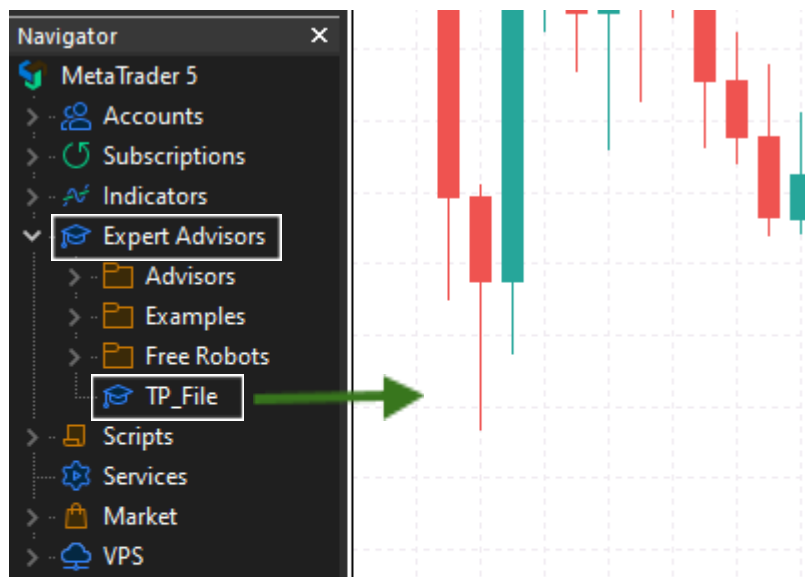 Navigator
MetaTrader 5
Accounts
Subscriptions
Indicators
Expert Advisors
Advisors
Examples
Free Robots
TP_File
Scripts
Services
Market
VPS